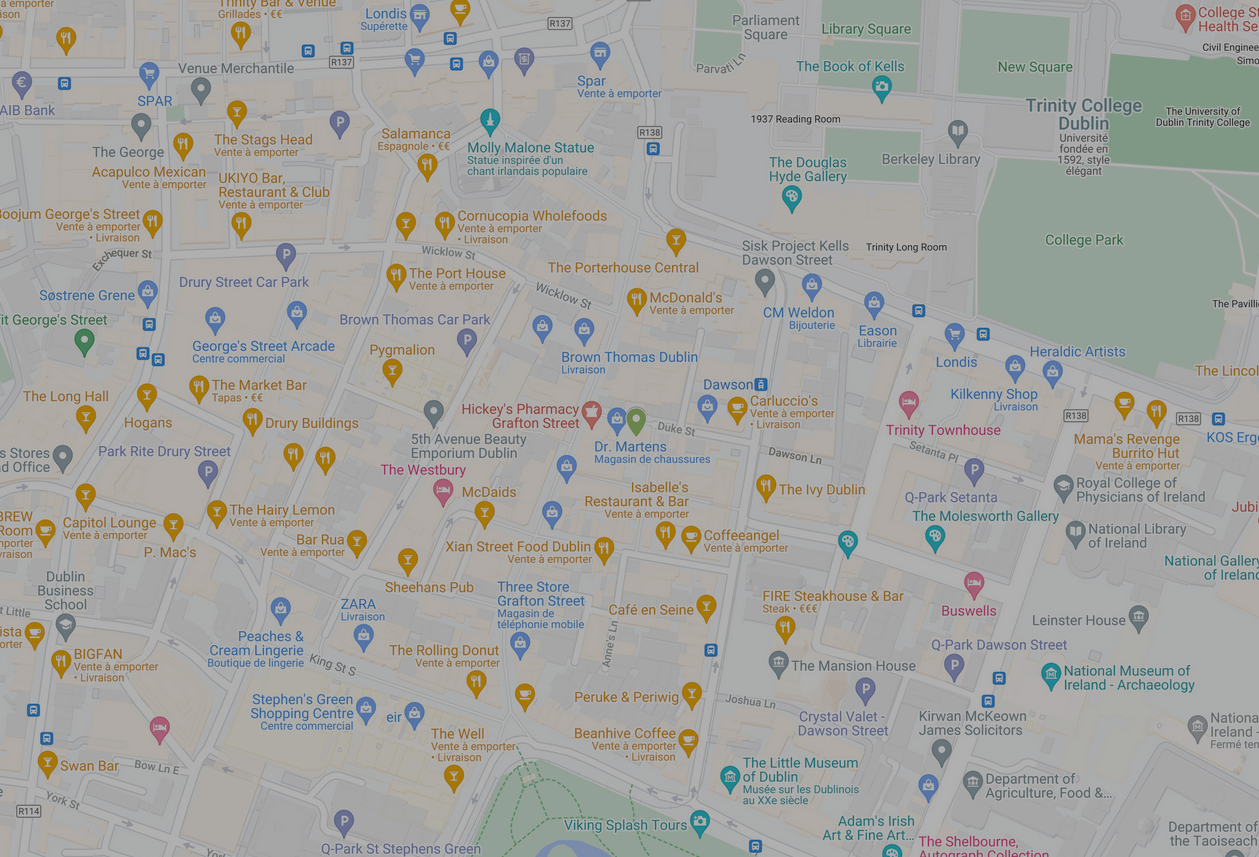 Trinity Bar & Venue
Grillades • €€
Londis
Supérette
R137
R137
Parliament
Square
Library Square
College St
Health Se
Civil Enginee
Simo
Venue Merchantile
Parvafi Ln
The Book of Kells
New Square
Spar
Vente à emporter
AIB Bank
SPAR
Trinity College
Dublin
Université
fondée en
1592, style
élégant
The University of
Dublin Trinity College
The George
The Stags Head
Vente à emporter
Salamanca
Espagnole • €€
Molly Malone Statue
Statue inspirée d'un
chant irlandais populaire
R138
1937 Reading Room
Berkeley Library
Acapulco Mexican
Vente à emporter
UKIYO Bar,
Restaurant & Club
Vente à emporter
The Douglas
Hyde Gallery
Boojum George's Street
Vente à emporter
• Livraison
Cornucopia Wholefoods
Vente à emporter
• Livraison
Exchequer St
Wicklow St
Sisk Project Kells
Dawson Street
Trinity Long Room
College Park
Drury Street Car Park
The Port House
Vente à emporter
The Porterhouse Central
Søstrene Grene
Wicklow St
McDonald's
Vente à emporter
CM Weldon
Bijouterie
The Pavilli
it George's Street
Brown Thomas Car Park
Eason
Librairie
George's Street Arcade
Centre commercial
Pygmalion
Brown Thomas Dublin
Livraison
Londis
Heraldic Artists
The Lincol
The Long Hall
The Market Bar
Tapas • €€
Dawson
Carluccio's
Vente à emporter
• Livraison
Kilkenny Shop
Livraison
Hogans
Drury Buildings
Hickey's Pharmacy
Grafton Street
Duke St
Trinity Townhouse
R138
R138
KOS Erg
s Stores
d Office
Park Rite Drury Street
5th Avenue Beauty
Emporium Dublin
Dr. Martens
Magasin de chaussures
Dawson Ln
Setanta Pl
Mama's Revenge
Burrito Hut
Vente à emporter
The Westbury
McDaids
Isabelle's
Restaurant & Bar
Vente à emporter
The Ivy Dublin
Q-Park Setanta
Royal College of
Physicians of Ireland
Jubi
BREW
Room
mporter
vraison
Capitol Lounge
P. Mac's
The Hairy Lemon
Vente à emporter
Bar Rua
Vente à emporter
Xian Street Food Dublin
Vente à emporter
Coffeeangel
Vente à emporter
The Molesworth Gallery
National Library
of Ireland
National Gallery
of Ireland
Dublin
Business
School
Sheehans Pub
Three Store
Grafton Street
Magasin de
téléphonie mobile
Café en Seine
FIRE Steakhouse & Bar
Steak • €€€
Buswells
t Little
ZARA
Livraison
Leinster House
ista
orter
Peaches &
Cream Lingerie
Boutique de lingerie
Anne's Ln
BIGFAN
Vente à emporter
• Livraison
King St S
The Rolling Donut
Vente à emporter
The Mansion House
Q-Park Dawson Street
National Museum of
Ireland - Archaeology
Stephen's Green
Shopping Centre
Centre commercial
eir
Peruke & Periwig
Joshua Ln
Crystal Valet -
Dawson Street
Kirwan McKeown
James Solicitors
Nationa
Ireland -
Fermé ten
The Well
Vente à emporter
• Livraison
Beanhive Coffee
Vente à emporter
• Livraison
Swan Bar
Bow Ln E
The Little Museum
of Dublin
Musée sur les Dublinois
au XXe siècle
Department of
Agriculture, Food &...
R114
York St
Viking Splash Tours
Adam's Irish
Art & Fine Art...
Q-Park St Stephens Green
The Shelbourne,
Autograph Collection
Department of
the Taoiseach